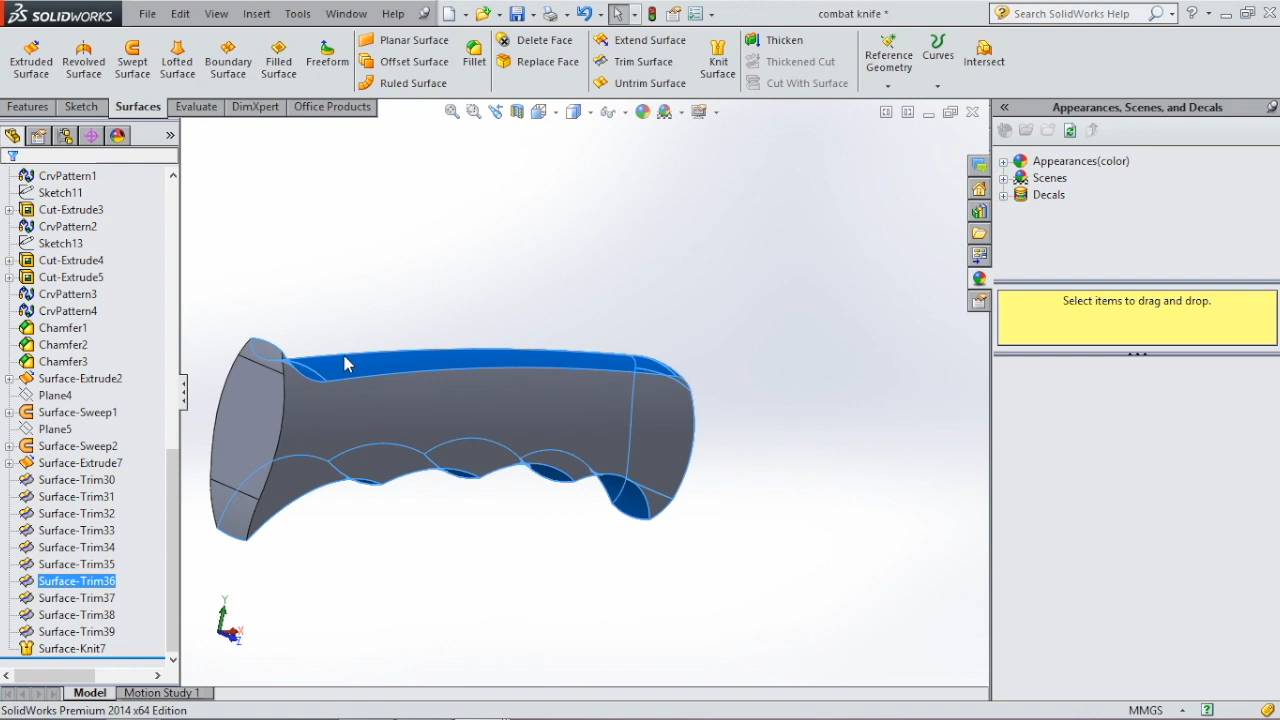 SOLIDWORKS File Edit View Insert Tools Window Help combat knife * Search SolidWorks Help
Extruded Surface
Revolved Surface
Swept Surface
Lofted Surface
Boundary Surface
Filled Surface
Freeform
Planar Surface
Offset Surface
Ruled Surface
Fillet
Delete Face
Replace Face
Extend Surface
Trim Surface
Untrim Surface
Knit Surface
Thicken
Thickened Cut
Cut With Surface
Reference Geometry
Curves
Intersect
Features Sketch Surfaces Evaluate DimXpert Office Products
Appearances, Scenes, and Decals
Appearances(color)
Scenes
Decals
Select items to drag and drop.
CrvPattern1
Sketch11
Cut-Extrude3
CrvPattern2
Sketch13
Cut-Extrude4
Cut-Extrude5
CrvPattern3
CrvPattern4
Chamfer1
Chamfer2
Chamfer3
Surface-Extrude2
Plane4
Surface-Sweep1
Plane5
Surface-Sweep2
Surface-Extrude7
Surface-Trim30
Surface-Trim31
Surface-Trim32
Surface-Trim33
Surface-Trim34
Surface-Trim35
Surface-Trim36
Surface-Trim37
Surface-Trim38
Surface-Trim39
Surface-Knit7
Y
X
Z
Model Motion Study 1
SolidWorks Premium 2014 x64 Edition MMGS